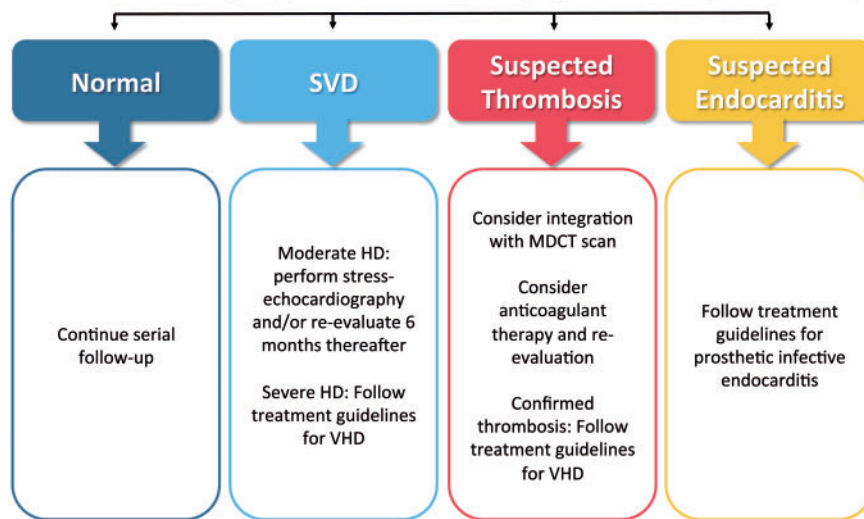 Normal
SVD
Suspected
Thrombosis
Suspected
Endocarditis
Continue serial
follow-up
Moderate HD:
perform stress-
echocardiography
and/or re-evaluate 6
months thereafter
Severe HD: Follow
treatment guidelines
for VHD
Consider integration
with MDCT scan
Consider
anticoagulant
therapy and re-
evaluation
Confirmed
thrombosis: Follow
treatment guidelines
for VHD
Follow treatment
guidelines for
prosthetic infective
endocarditis